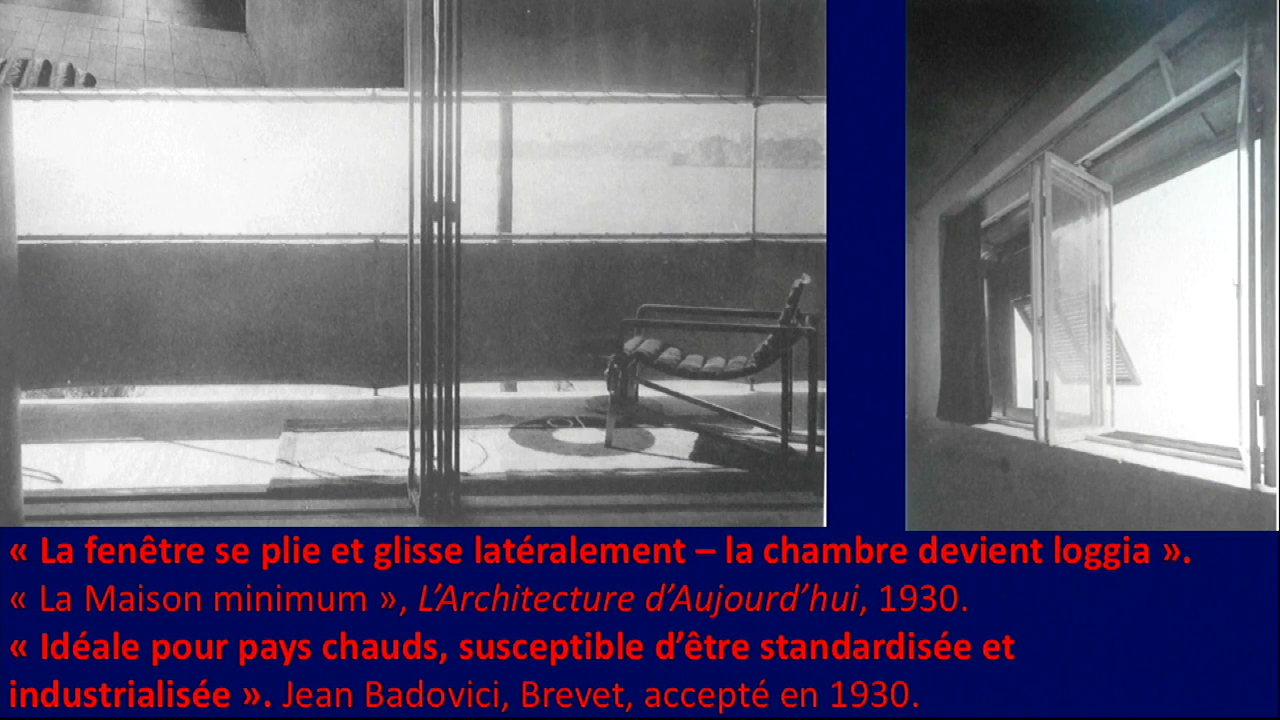 « La fenêtre se plie et glisse latéralement – la chambre devient loggia ».
« La Maison minimum », L’Architecture d’Aujourd’hui, 1930.
« Idéale pour pays chauds, susceptible d’être standardisée et
industrialisée ». Jean Badovici, Brevet, accepté en 1930.